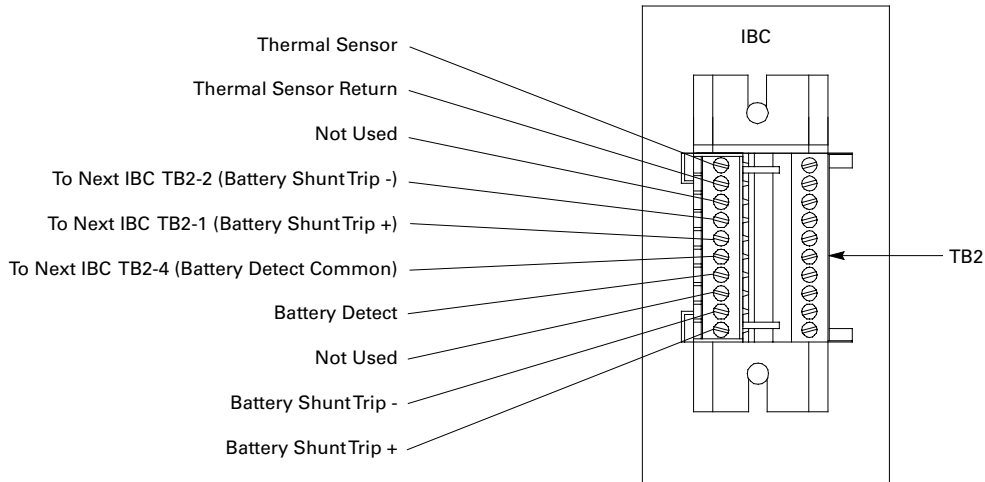 IBC
Thermal Sensor
Thermal Sensor Return
Not Used
To Next IBC TB2-2 (Battery Shunt Trip -)
To Next IBC TB2-1 (Battery Shunt Trip +)
To Next IBC TB2-4 (Battery Detect Common)
TB2
Battery Detect
Not Used
Battery Shunt Trip -
Battery Shunt Trip +